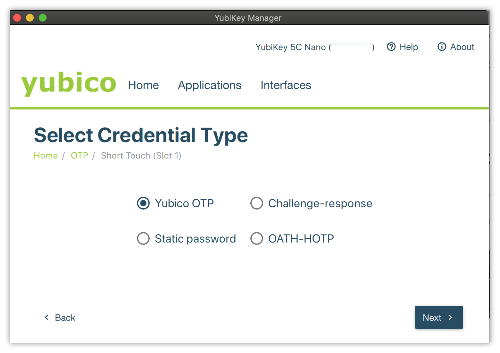 YubiKey Manager
YubiKey 5C Nano ( ) Help About
yubico Home Applications Interfaces
Select Credential Type
Home / OTP / Short Touch (Slot 1)
Yubico OTP Challenge-response
Static password OATH-HOTP
Back Next